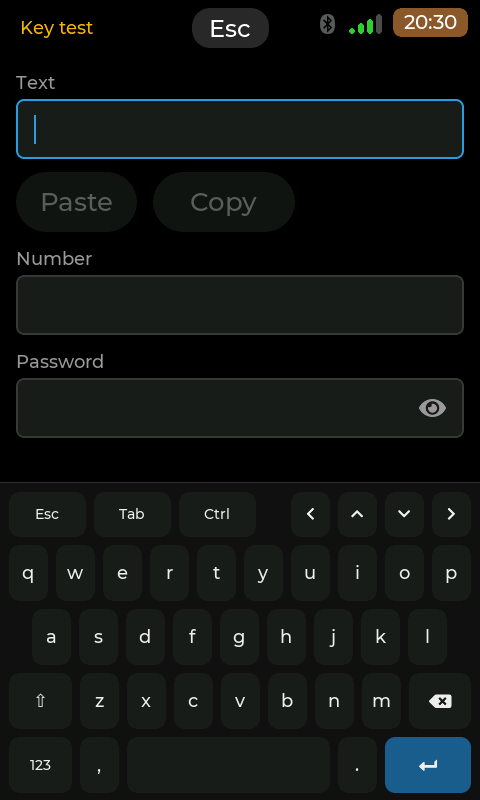 Key test Esc 20:30
Text
Paste Copy
Number
Password
Esc Tab Ctrl
q w e r t y u i o p
a s d f g h j k l
z x c v b n m
123 , .